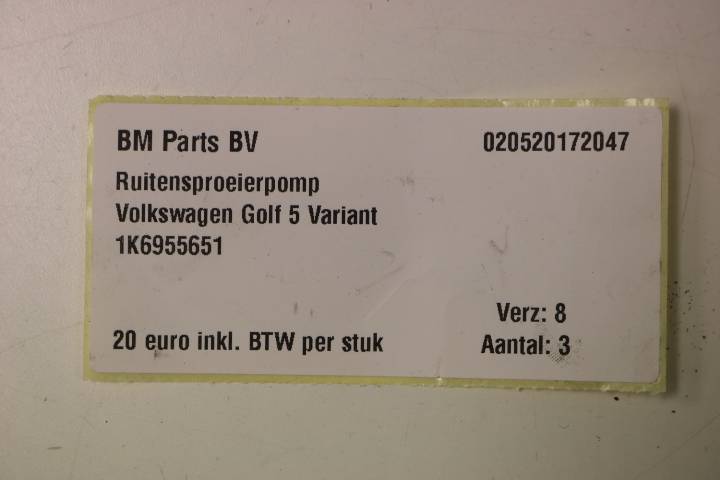 BM Parts BV 020520172047
Ruitensproeierpomp
Volkswagen Golf 5 Variant
1K6955651
Verz: 8
20 euro inkl. BTW per stuk Aantal: 3